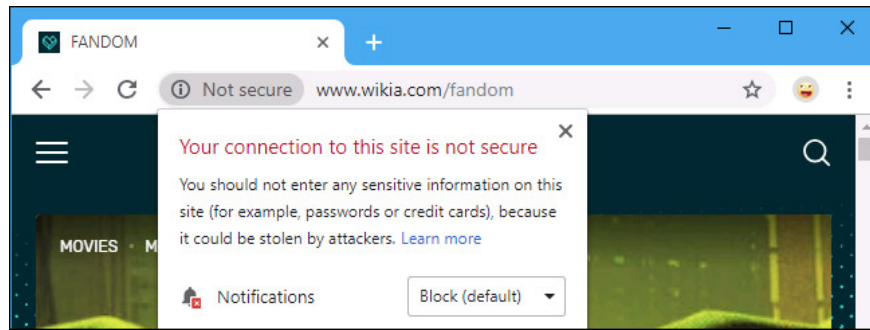 FANDOM
Not secure www.wikia.com/fandom
Your connection to this site is not secure
You should not enter any sensitive information on this
site (for example, passwords or credit cards), because
it could be stolen by attackers. Learn more
MOVIES · M
Notifications Block (default)